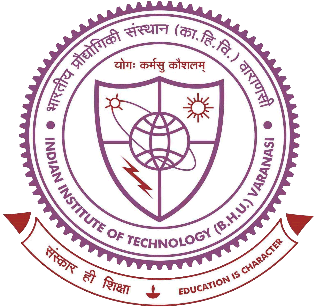 भारतीय प्रौद्योगिकी संस्थान (का.हि.वि.) वाराणसी
योगः कर्मसु कौशलम्
INDIAN INSTITUTE OF TECHNOLOGY (B.H.U.) VARANASI
संस्कार ही शिक्षा
EDUCATION IS CHARACTER